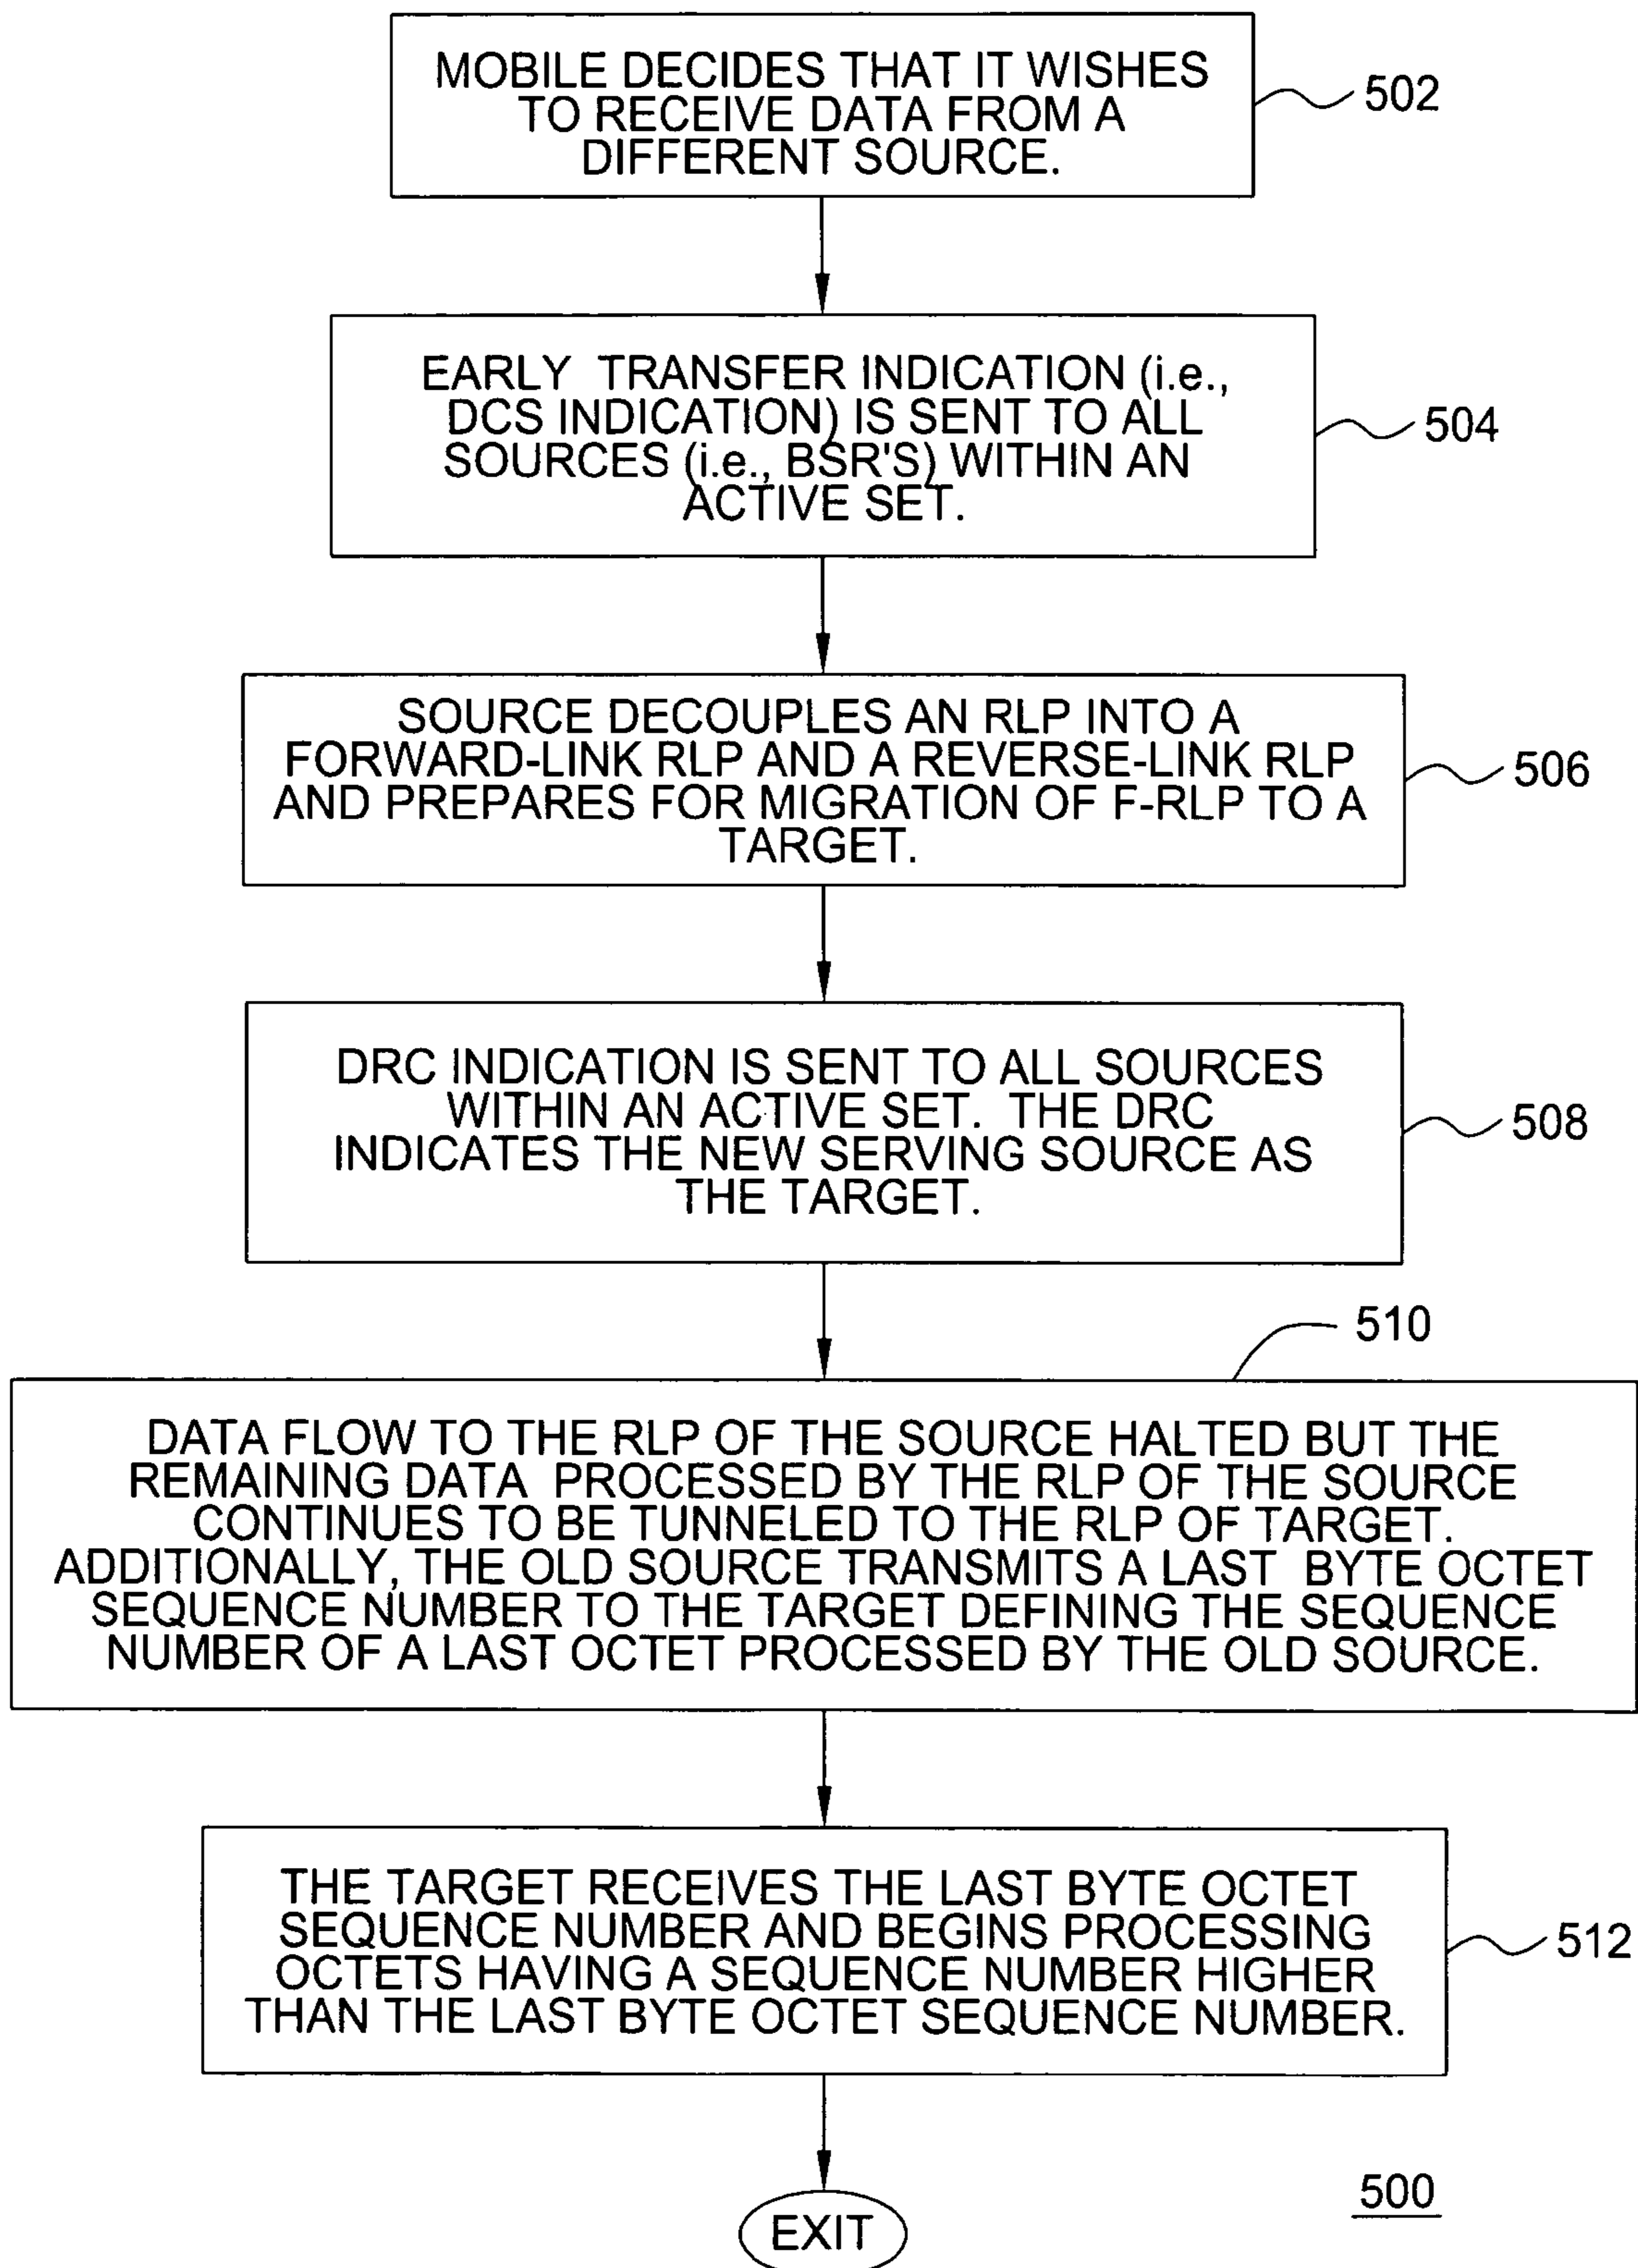 MOBILE DECIDES THAT IT WISHES
TO RECEIVE DATA FROM A
DIFFERENT SOURCE.
502
EARLY TRANSFER INDICATION (i.e.,
DCS INDICATION) IS SENT TO ALL
SOURCES (i.e., BSR'S) WITHIN AN
ACTIVE SET.
504
SOURCE DECOUPLES AN RLP INTO A
FORWARD-LINK RLP AND A REVERSE-LINK RLP
AND PREPARES FOR MIGRATION OF F-RLP TO A
TARGET.
506
DRC INDICATION IS SENT TO ALL SOURCES
WITHIN AN ACTIVE SET. THE DRC
INDICATES THE NEW SERVING SOURCE AS
THE TARGET.
508
510
DATA FLOW TO THE RLP OF THE SOURCE HALTED BUT THE
REMAINING DATA PROCESSED BY THE RLP OF THE SOURCE
CONTINUES TO BE TUNNELED TO THE RLP OF TARGET.
ADDITIONALLY, THE OLD SOURCE TRANSMITS A LAST BYTE OCTET
SEQUENCE NUMBER TO THE TARGET DEFINING THE SEQUENCE
NUMBER OF A LAST OCTET PROCESSED BY THE OLD SOURCE.
THE TARGET RECEIVES THE LAST BYTE OCTET
SEQUENCE NUMBER AND BEGINS PROCESSING
OCTETS HAVING A SEQUENCE NUMBER HIGHER
THAN THE LAST BYTE OCTET SEQUENCE NUMBER.
512
500
EXIT